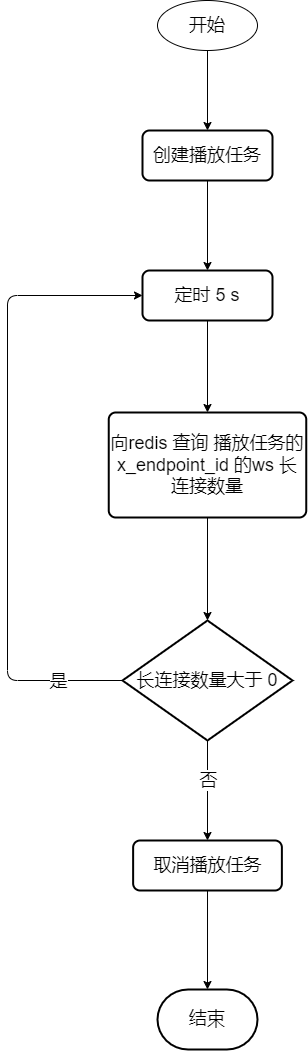 开始
创建播放任务
定时 5 s
向redis 查询 播放任务的
x_endpoint_id 的ws 长
连接数量
长连接数量大于 0
是
否
取消播放任务
结束